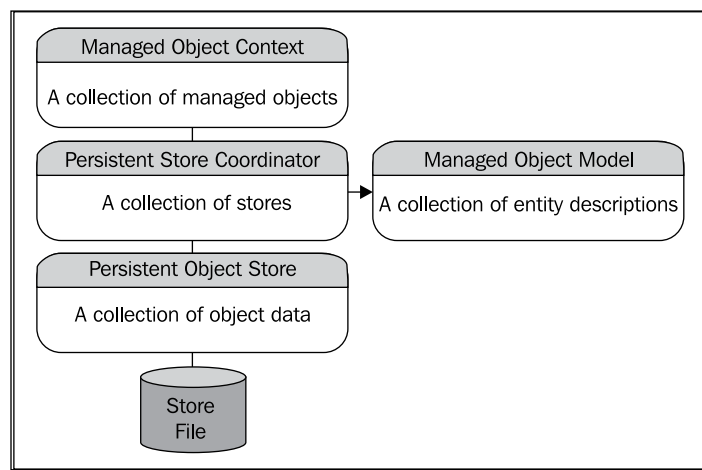 Managed Object Context
A collection of managed objects
Persistent Store Coordinator
A collection of stores
Managed Object Model
A collection of entity descriptions
Persistent Object Store
A collection of object data
Store
File